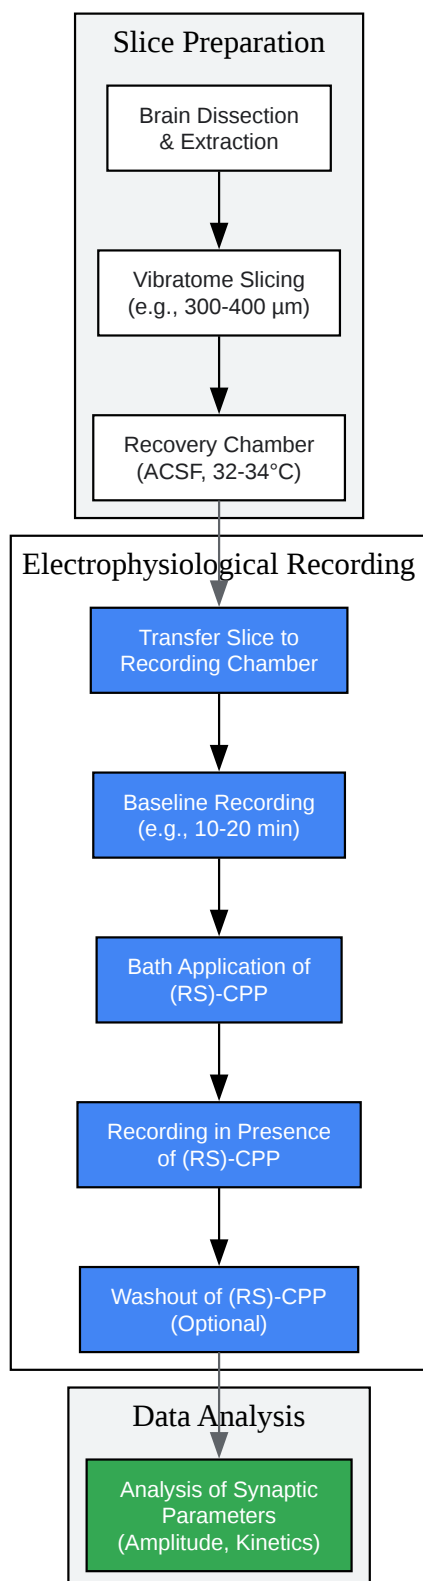 Slice Preparation
Brain Dissection
& Extraction
Vibratome Slicing
(e.g., 300-400 µm)
Recovery Chamber
(ACSF, 32-34°C)
Electrophysiological Recording
Transfer Slice to
Recording Chamber
Baseline Recording
(e.g., 10-20 min)
Bath Application of
(RS)-CPP
Recording in Presence
of (RS)-CPP
Washout of (RS)-CPP
(Optional)
Data Analysis
Analysis of Synaptic
Parameters
(Amplitude, Kinetics)